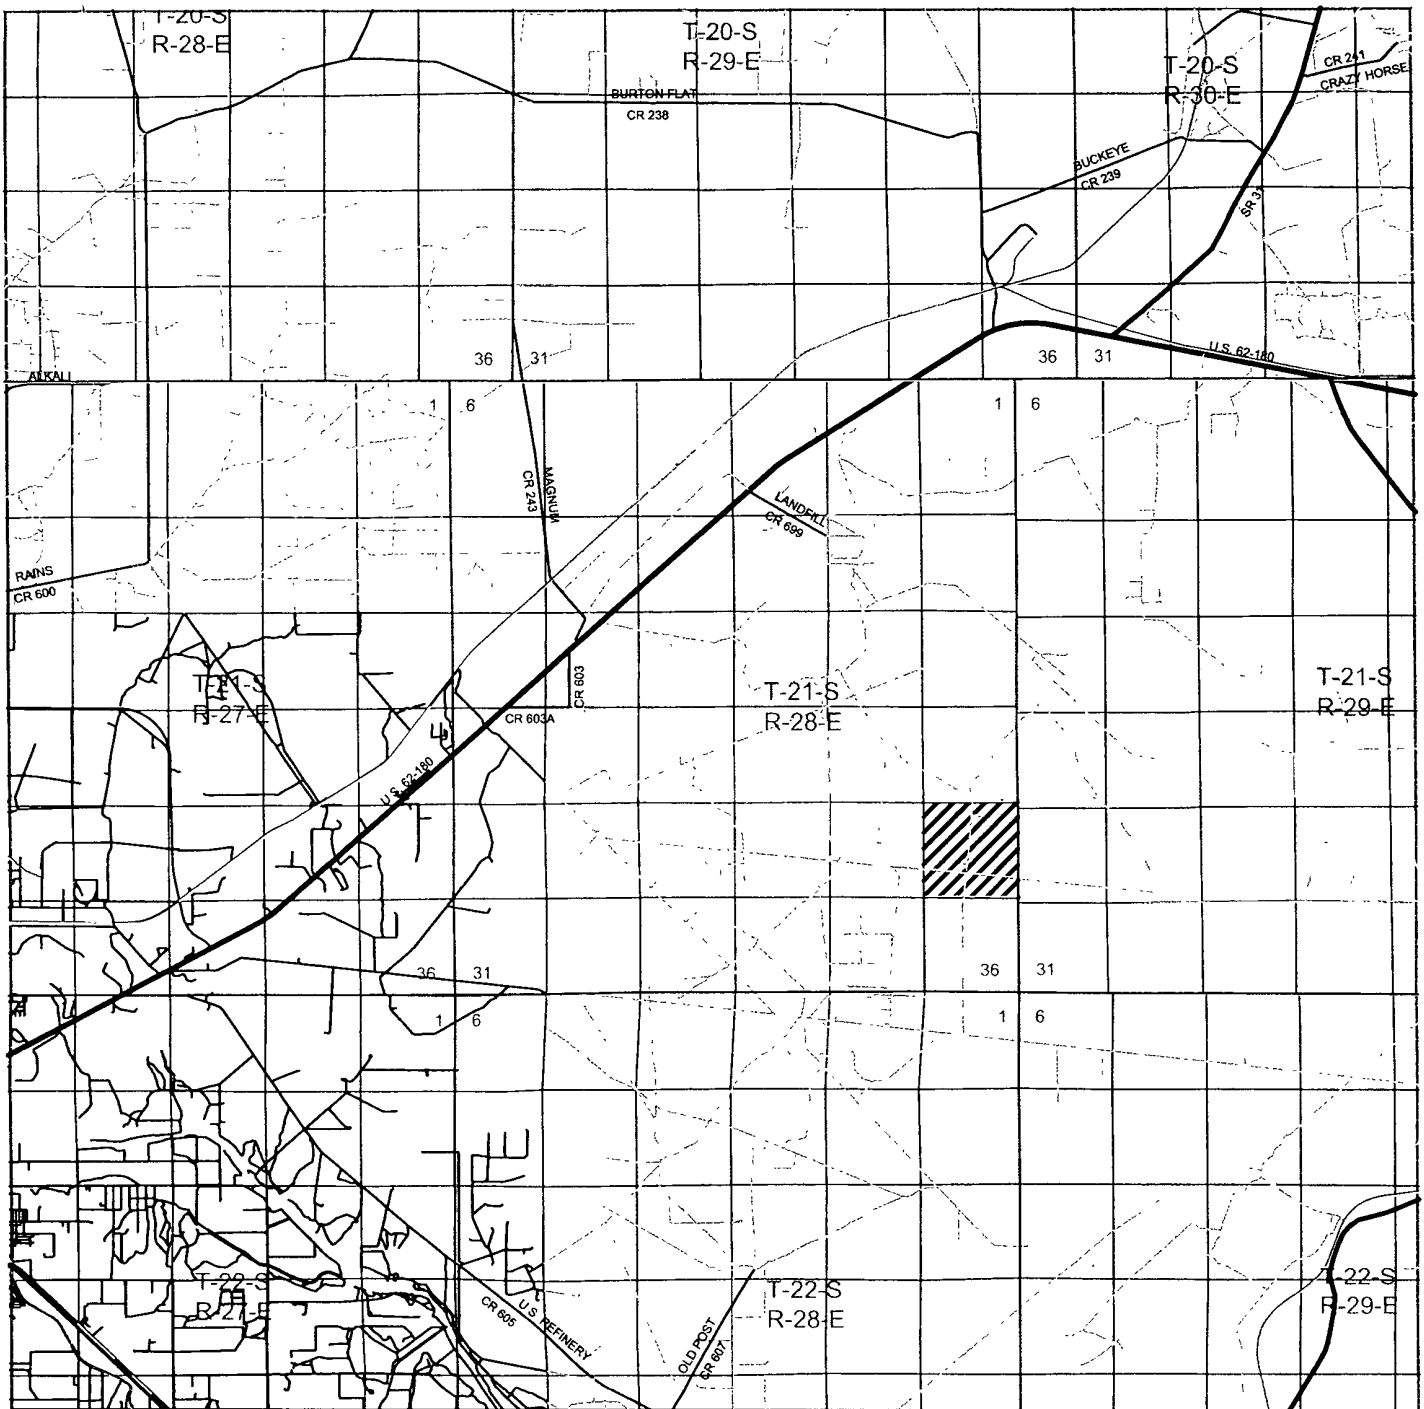 T-20-S
R-28-E
T-20-S
R-29-E
T-20-S
R-30-E
CR 241
CRAZY HORSE
BURTON FLAT
CR 238
BUCKEYE
CR 239
SR 31
36 31
36 31
U.S. 62-180
ALKALI
1 6
1 6
MAGNUM
CR 243
LANDFILL
CR 699
RAINS
CR 600
T-21-S
R-27-E
CR 603
CR 603A
T-21-S
R-28-E
T-21-S
R-29-E
U.S. 62-180
36 31
36 31
1 6
1 6
T-22-S
R-27-E
U.S. REFINERY
CR 605
OLD POST
CR 607
T-22-S
R-28-E
T-22-S
R-29-E